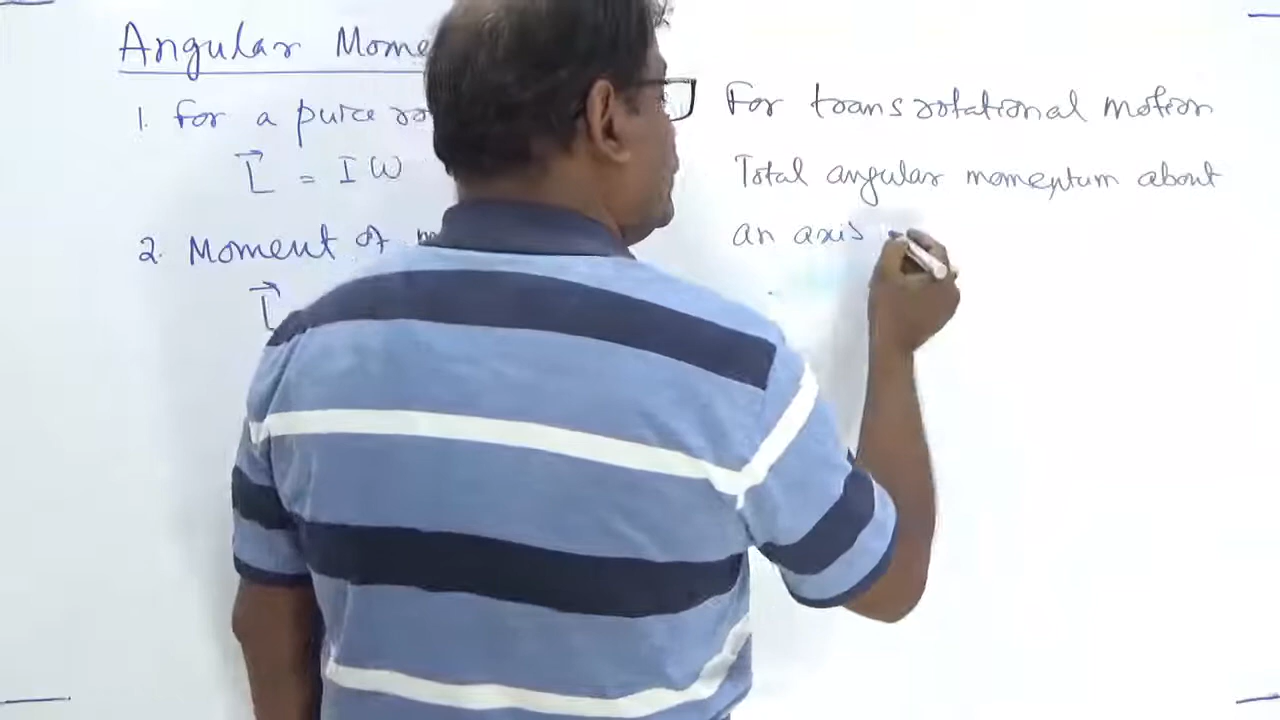 Angular Mome
1. For a pure ro
L⃗ = I ω
2. Moment of
L⃗
For transrotational motion
Total angular momentum about
an axis